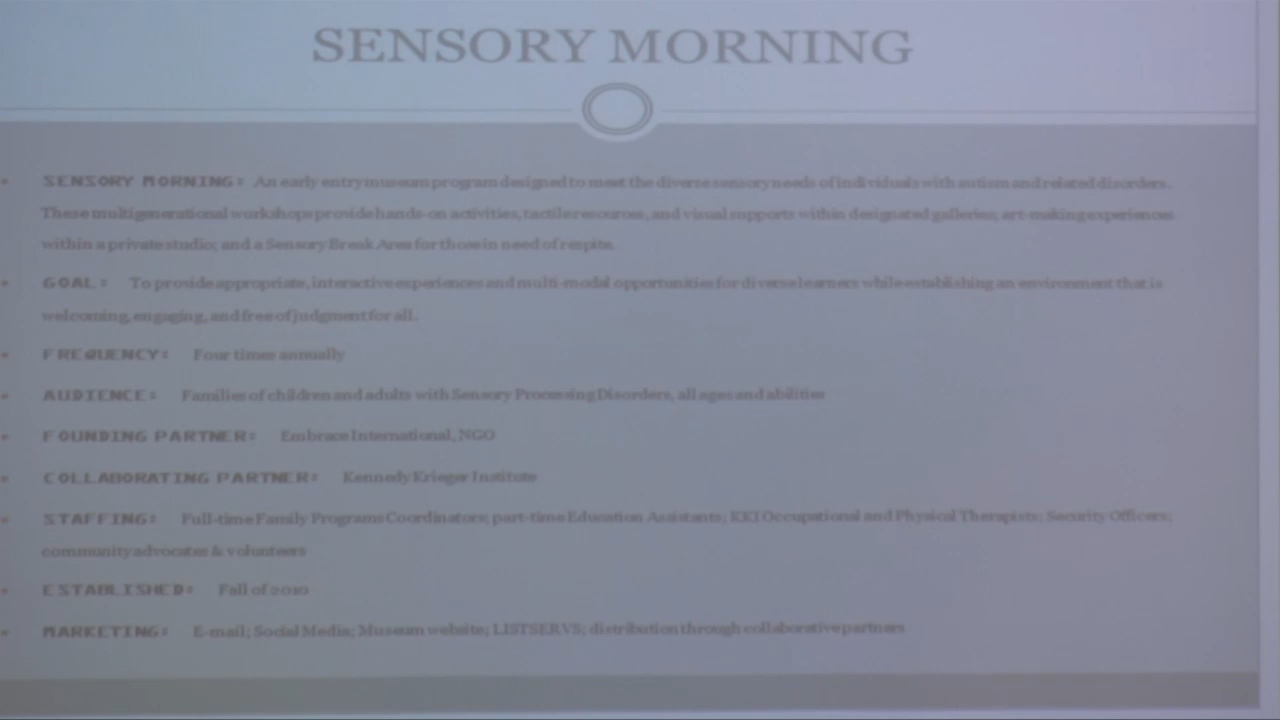 SENSORY MORNING
SENSORY MORNING: An early entry museum program designed to meet the diverse sensory needs of individuals with autism and related disorders.
These multigenerational workshops provide hands-on activities, tactile resources, and visual supports within designated galleries; art-making experiences
within a private studio; and a Sensory Break Area for those in need of respite.
GOAL: To provide appropriate, interactive experiences and multi-modal opportunities for diverse learners while establishing an environment that is
welcoming, engaging, and free of judgment for all.
FREQUENCY: Four times annually
AUDIENCE: Families of children and adults with Sensory Processing Disorders, all ages and abilities
FOUNDING PARTNER: Embrace International, NGO
COLLABORATING PARTNER: Kennedy Krieger Institute
STAFFING: Full-time Family Programs Coordinators; part-time Education Assistants; KKI Occupational and Physical Therapists; Security Officers;
community advocates & volunteers
ESTABLISHED: Fall of 2010
MARKETING: E-mail; Social Media; Museum website; LISTSERVS; distribution through collaborative partners